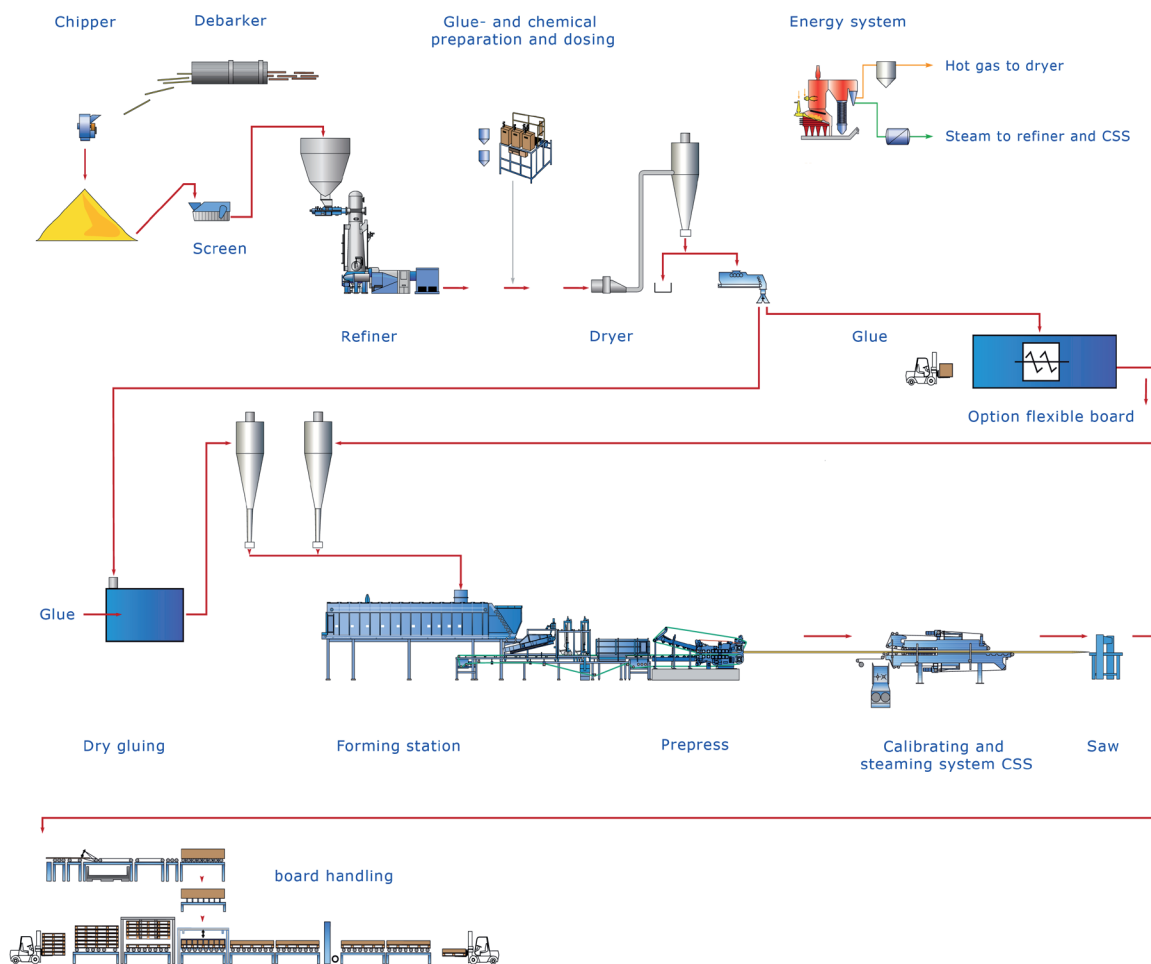 Chipper
Debarker
Glue- and chemical
preparation and dosing
Energy system
Hot gas to dryer
Steam to refiner and CSS
Screen
Refiner
Dryer
Glue
Option flexible board
Glue
Dry gluing
Forming station
Prepress
Calibrating and
steaming system CSS
Saw
board handling